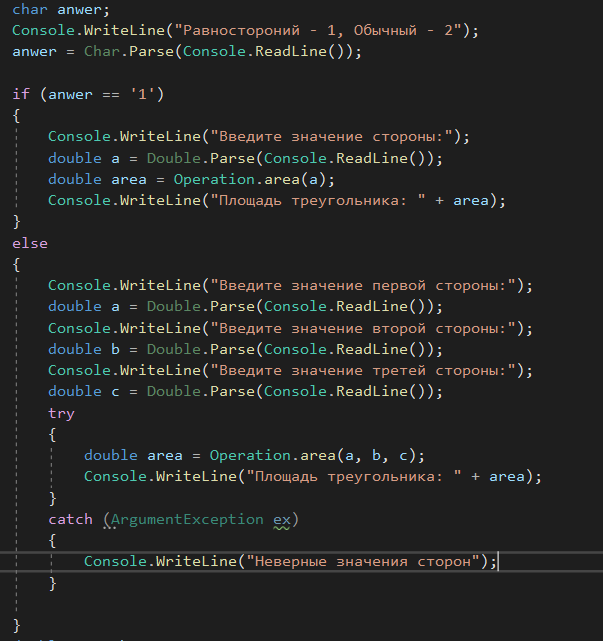 char anwer;
Console.WriteLine("Равностороний - 1, Обычный - 2");
anwer = Char.Parse(Console.ReadLine());

if (anwer == '1')
{
    Console.WriteLine("Введите значение стороны:");
    double a = Double.Parse(Console.ReadLine());
    double area = Operation.area(a);
    Console.WriteLine("Площадь треугольника: " + area);
}
else
{
    Console.WriteLine("Введите значение первой стороны:");
    double a = Double.Parse(Console.ReadLine());
    Console.WriteLine("Введите значение второй стороны:");
    double b = Double.Parse(Console.ReadLine());
    Console.WriteLine("Введите значение третей стороны:");
    double c = Double.Parse(Console.ReadLine());
    try
    {
        double area = Operation.area(a, b, c);
        Console.WriteLine("Площадь треугольника: " + area);
    }
    catch (ArgumentException ex)
    {
        Console.WriteLine("Неверные значения сторон");
    }

}